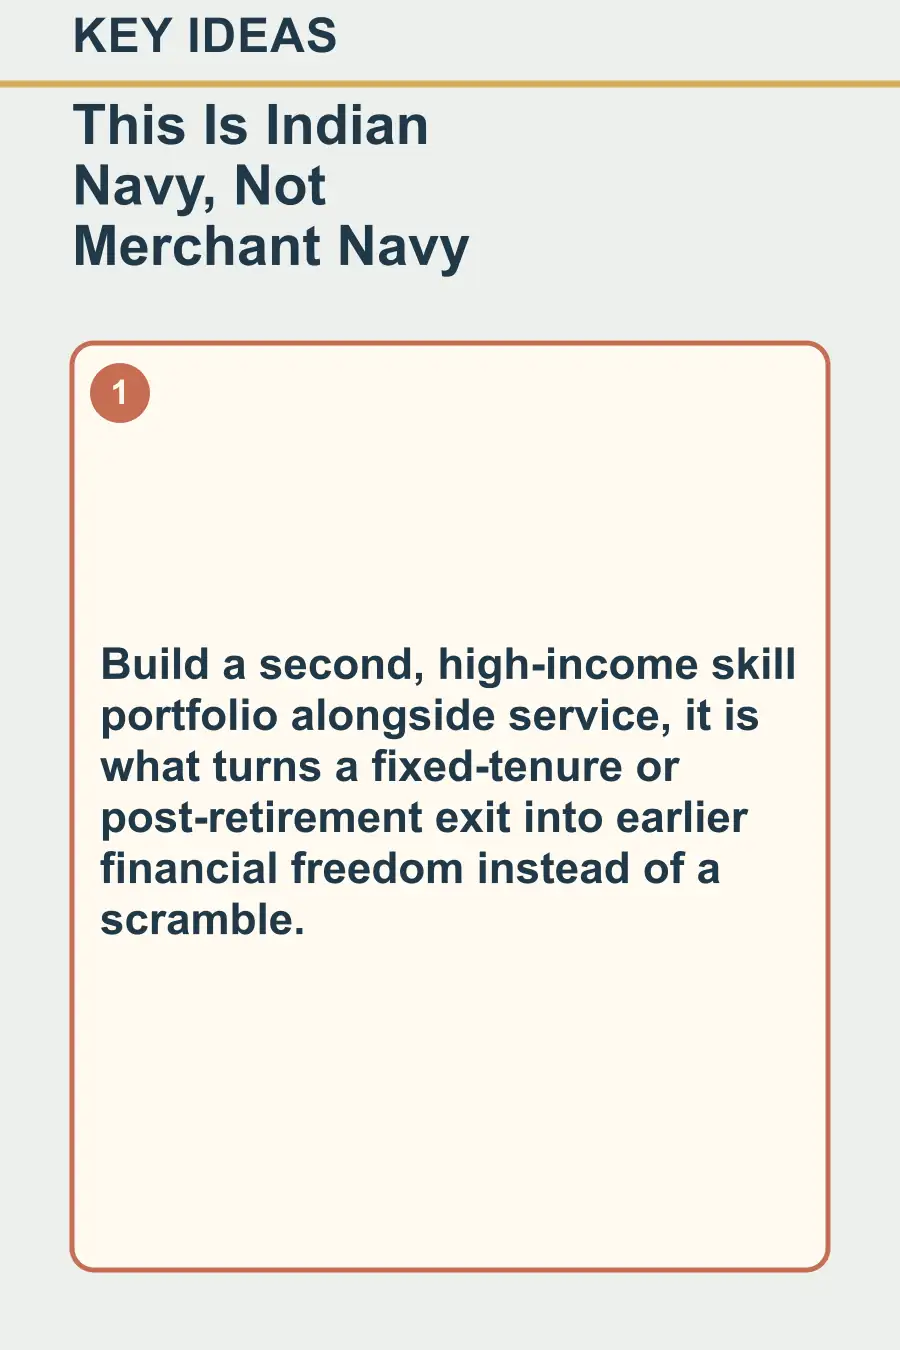 KEY IDEAS
This Is Indian
Navy, Not
Merchant Navy
1
Build a second, high-income skill
portfolio alongside service, it is
what turns a fixed-tenure or
post-retirement exit into earlier
financial freedom instead of a
scramble.